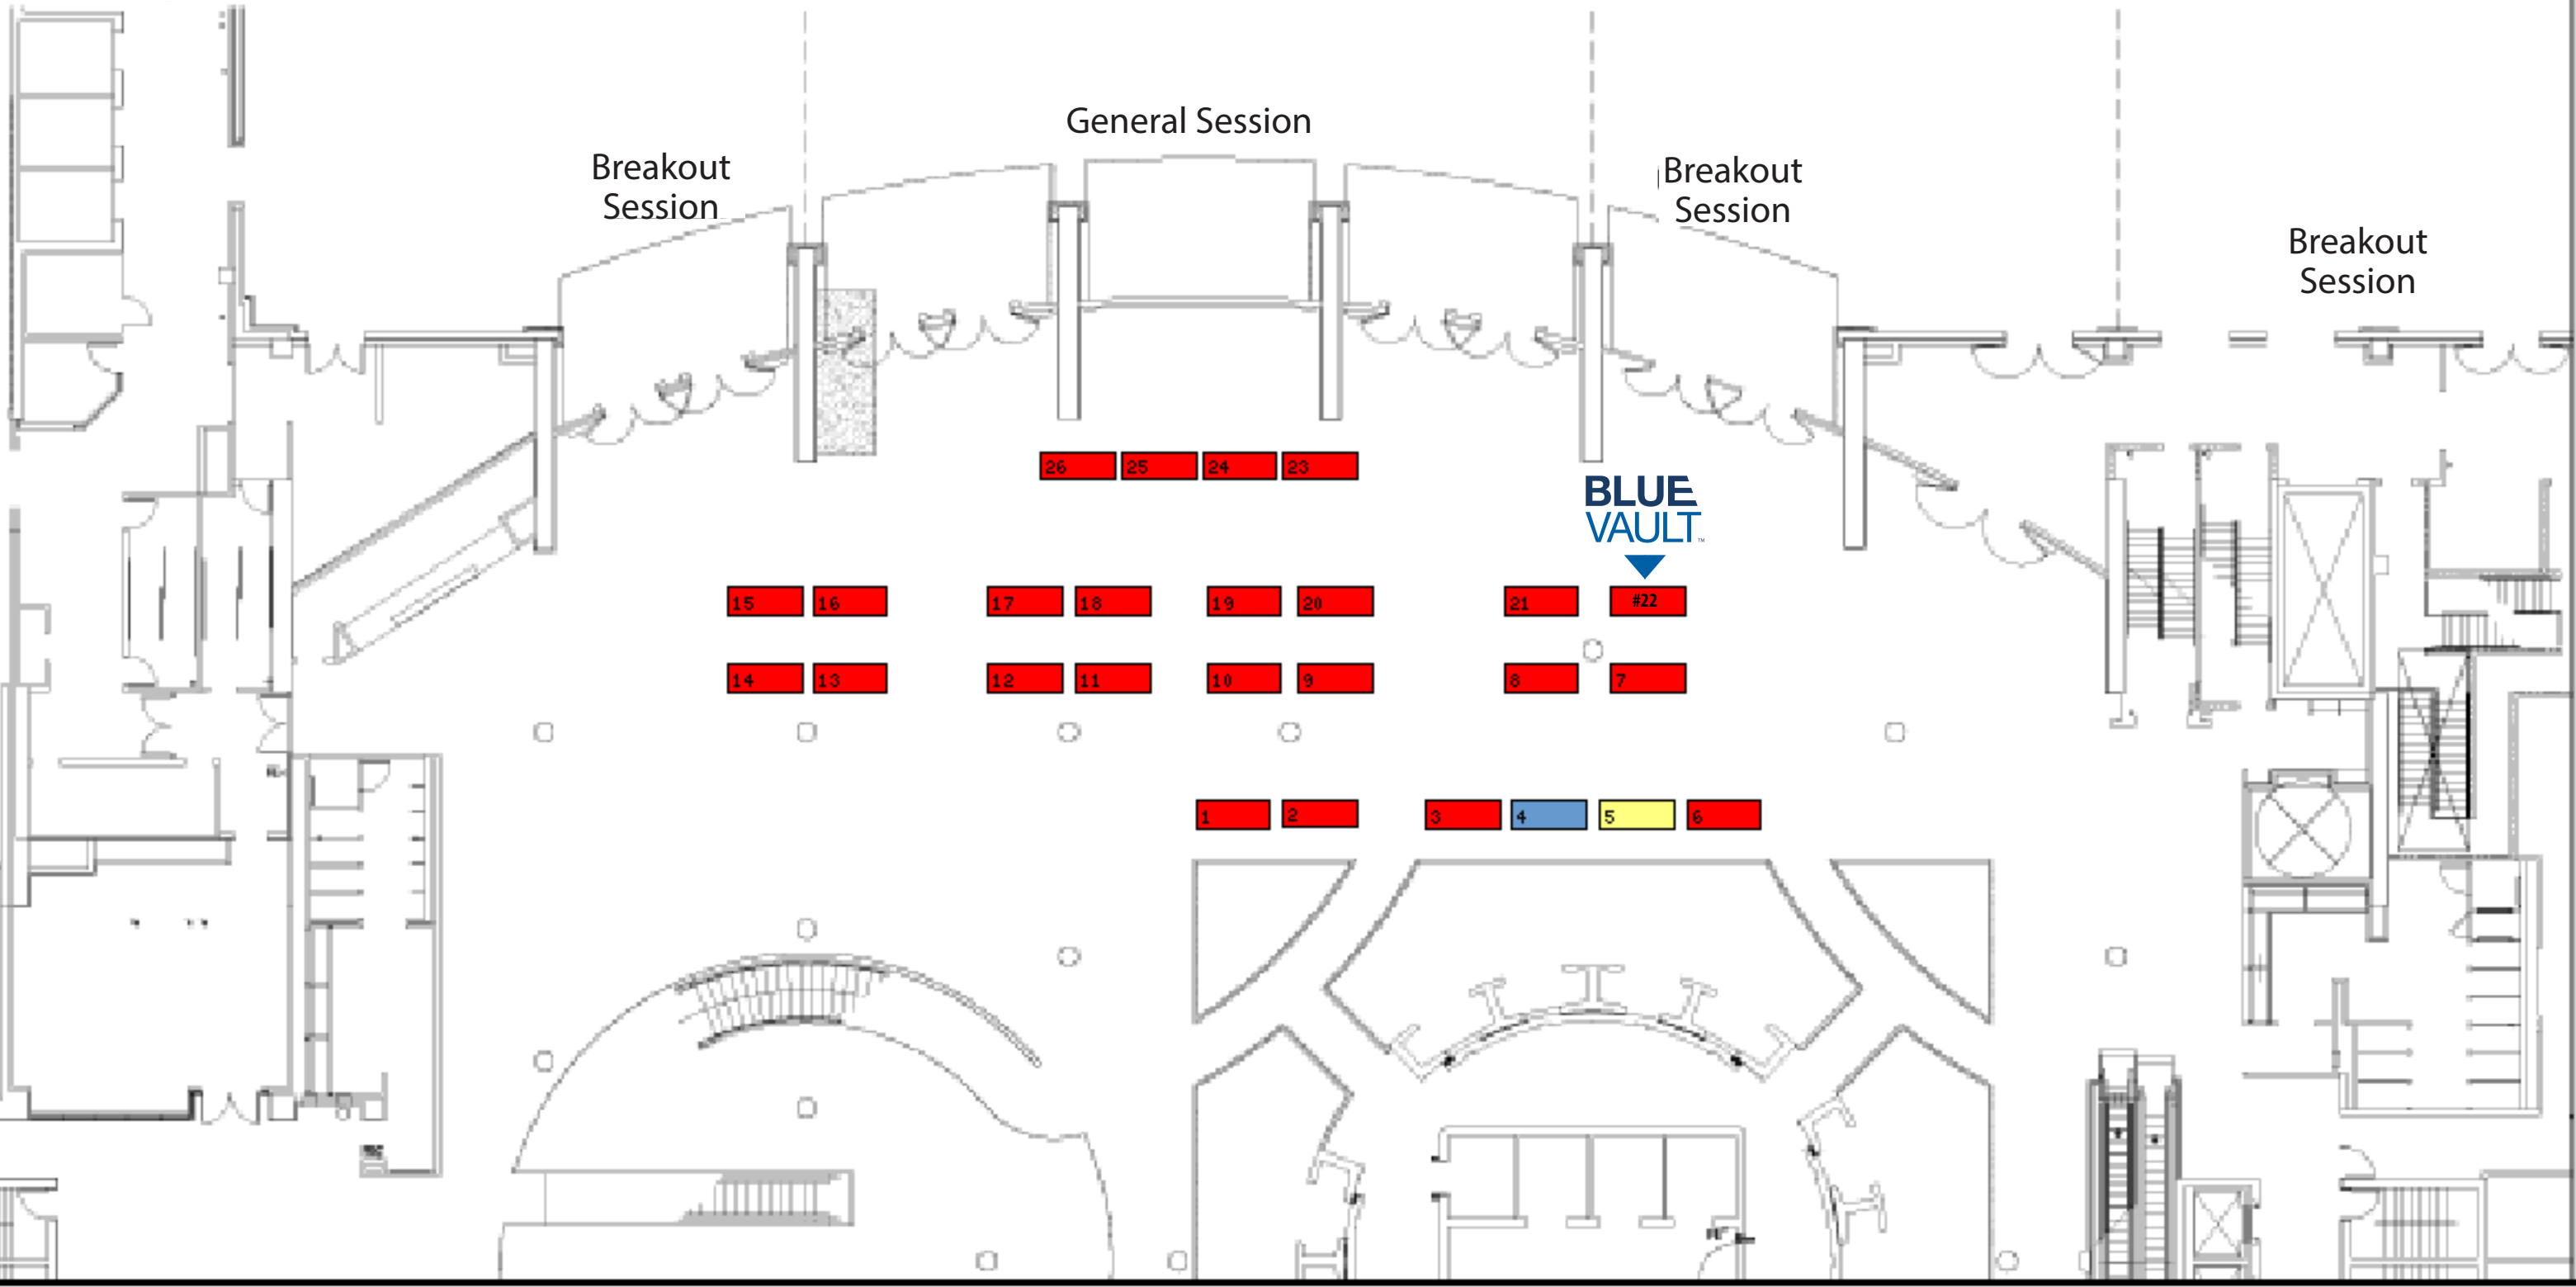 General Session
Breakout
Session
Breakout
Session
Breakout
Session
26 25 24 23
BLUE
VAULT™
15 16 17 18 19 20 21 #22
14 13 12 11 10 9 8 7
1 2 3 4 5 6